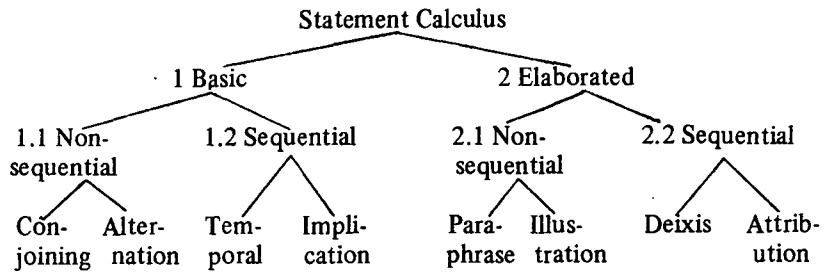 Statement Calculus
1 Basic
2 Elaborated
1.1 Non-
sequential
1.2 Sequential
2.1 Non-
sequential
2.2 Sequential
Con-
joining
Alter-
nation
Tem-
poral
Impli-
cation
Para-
phrase
Illus-
tration
Deixis
Attrib-
ution